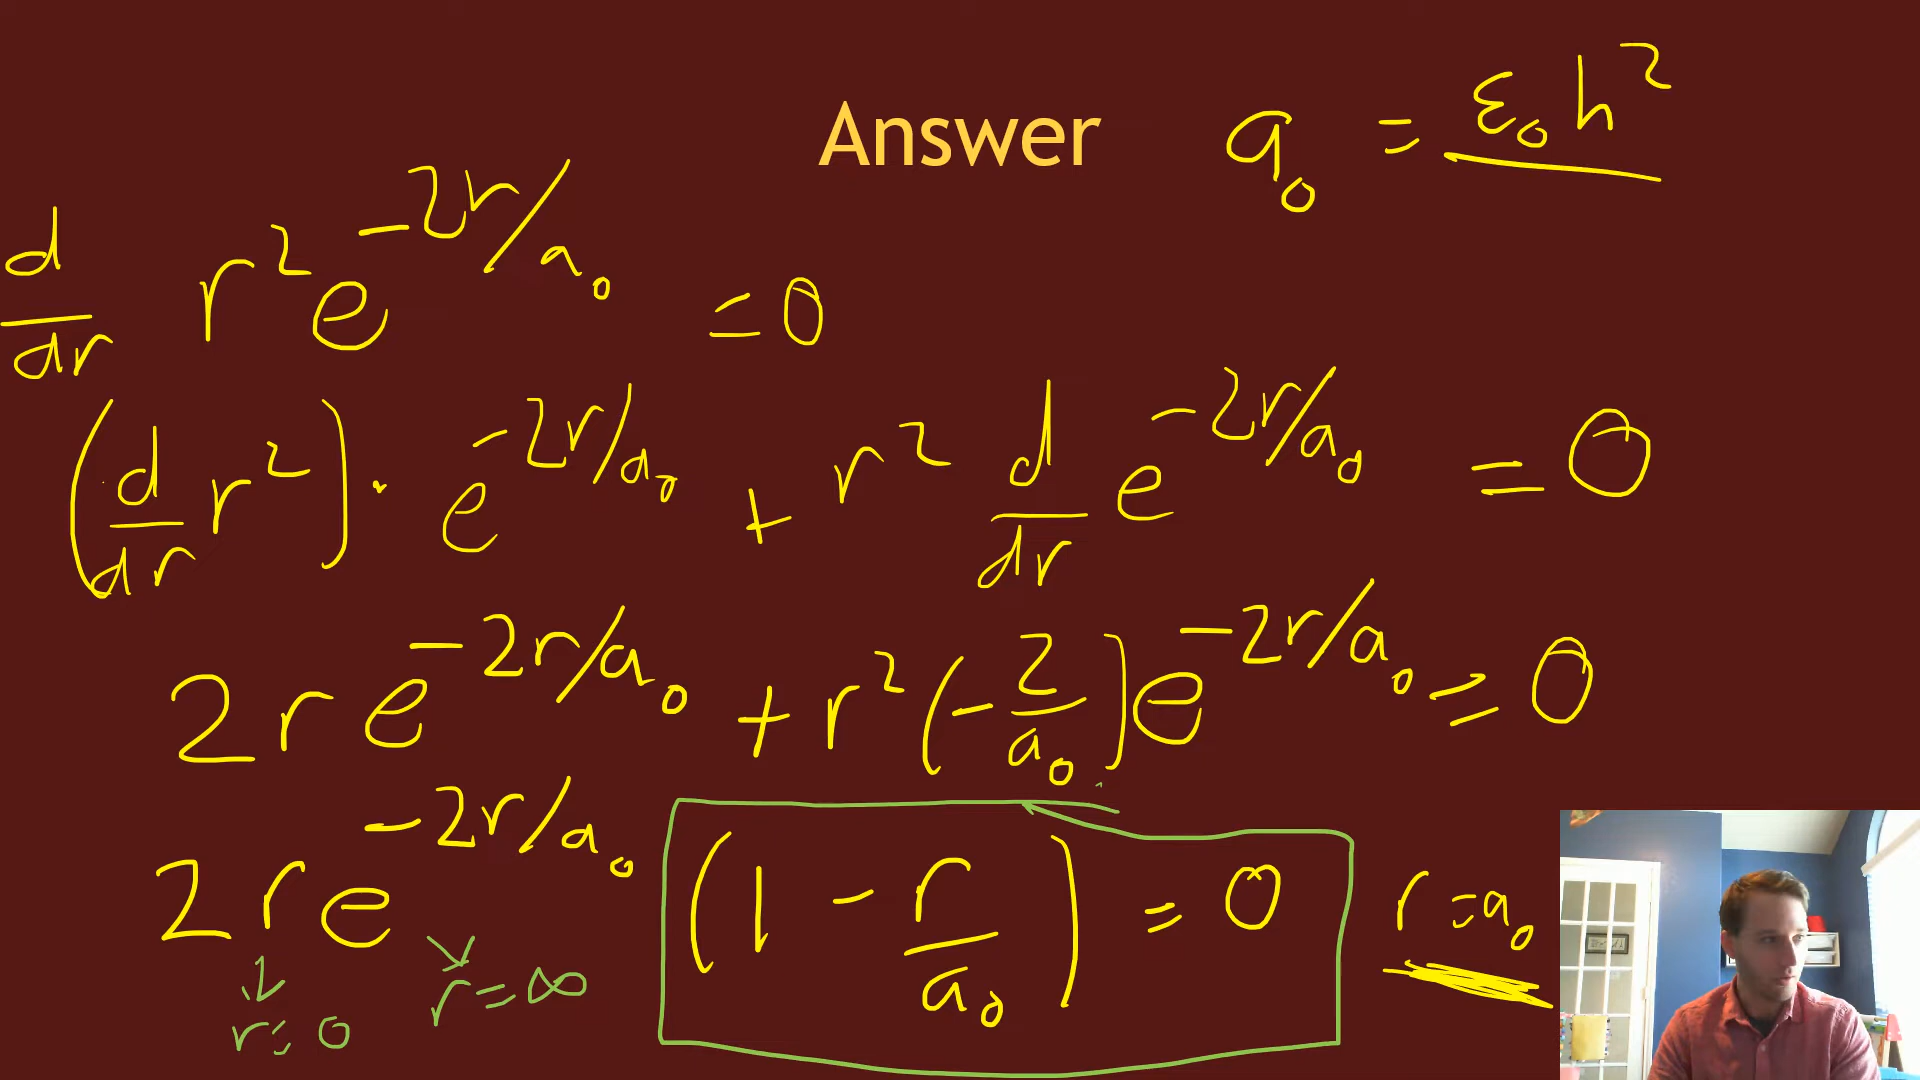 Answer
a₀ = ε₀h²
d/dr r²e^(-2r/a₀) = 0
(d/dr r²) · e^(-2r/a₀) + r² d/dr e^(-2r/a₀) = 0
2re^(-2r/a₀) + r²(-2/a₀)e^(-2r/a₀) = 0
2re^(-2r/a₀) (1 - r/a₀) = 0
r = a₀
r = 0
r = ∞